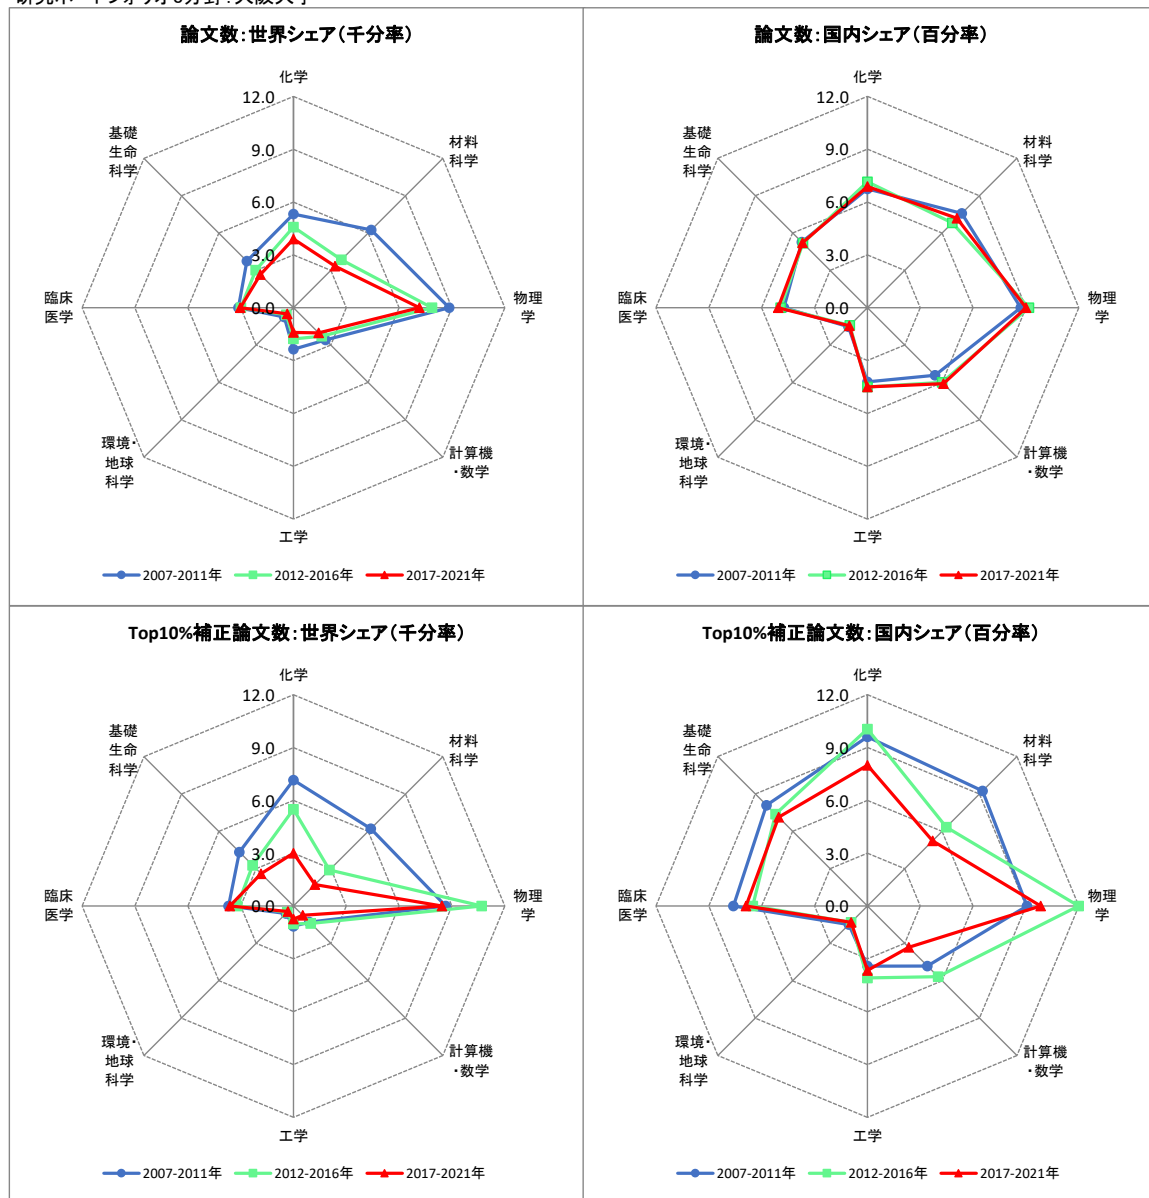 論文数:世界シェア(千分率)
化学
12.0
9.0
6.0
3.0
0.0
材料
科学
物理
学
計算機
・数学
工学
環境・
地球
科学
臨床
医学
基礎
生命
科学
2007-2011年 2012-2016年 2017-2021年
論文数:国内シェア(百分率)
化学
12.0
9.0
6.0
3.0
0.0
材料
科学
物理
学
計算機
・数学
工学
環境・
地球
科学
臨床
医学
基礎
生命
科学
2007-2011年 2012-2016年 2017-2021年
Top10%補正論文数:世界シェア(千分率)
化学
12.0
9.0
6.0
3.0
0.0
材料
科学
物理
学
計算機
・数学
工学
環境・
地球
科学
臨床
医学
基礎
生命
科学
2007-2011年 2012-2016年 2017-2021年
Top10%補正論文数:国内シェア(百分率)
化学
12.0
9.0
6.0
3.0
0.0
材料
科学
物理
学
計算機
・数学
工学
環境・
地球
科学
臨床
医学
基礎
生命
科学
2007-2011年 2012-2016年 2017-2021年